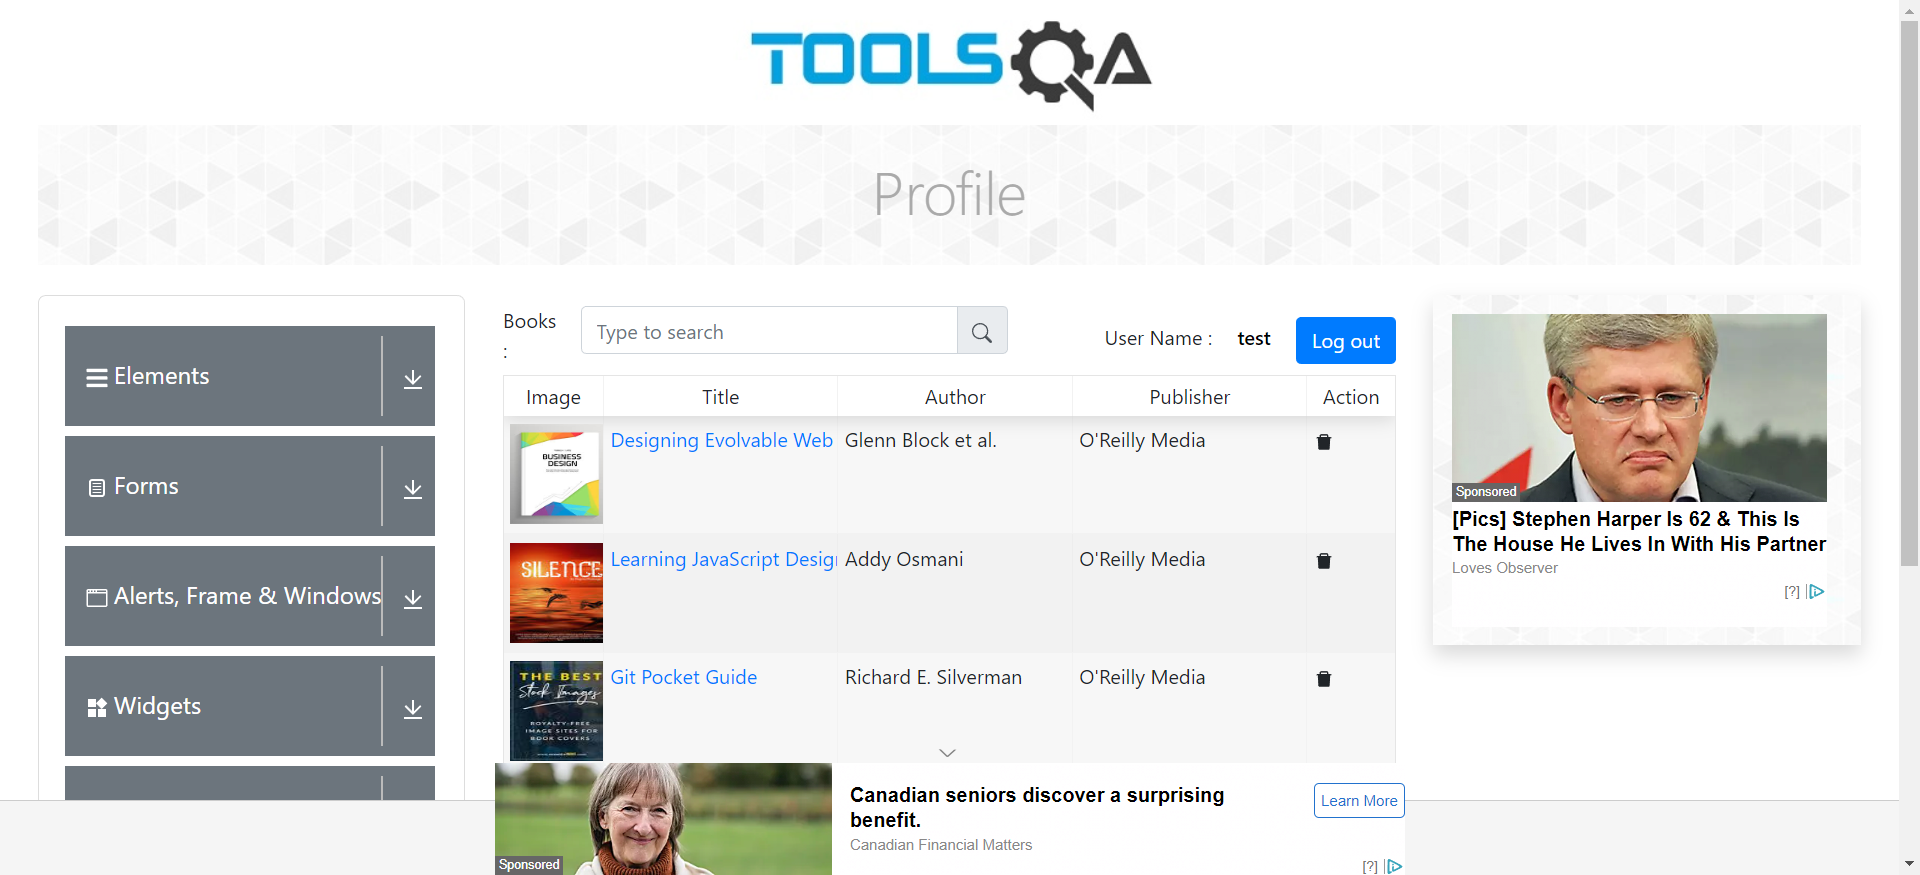 TOOLSQA
Profile
Elements
Forms
Alerts, Frame & Windows
Widgets
Books
:
Type to search
User Name :
test
Log out
Image
Title
Author
Publisher
Action
BUSINESS
DESIGN
Designing Evolvable Web
Glenn Block et al.
O'Reilly Media
SILENCE
Learning JavaScript Desig
Addy Osmani
O'Reilly Media
THE BEST
Stock Images
ROYALTY-FREE
IMAGE SITES FOR
BOOK COVERS
Git Pocket Guide
Richard E. Silverman
O'Reilly Media
Sponsored
[Pics] Stephen Harper Is 62 & This Is
The House He Lives In With His Partner
Loves Observer
[?]
Sponsored
Canadian seniors discover a surprising
benefit.
Canadian Financial Matters
Learn More
[?]